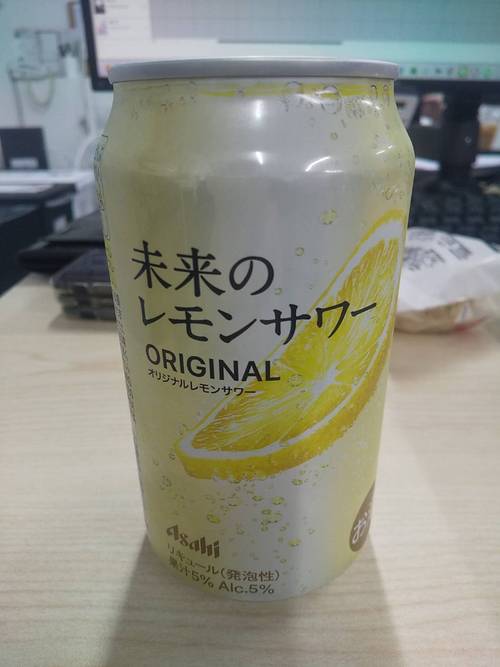 未来の
レモンサワー
ORIGINAL
オリジナルレモンサワー
Asahi
リキュール(発泡性)
果汁5% Alc.5%
お